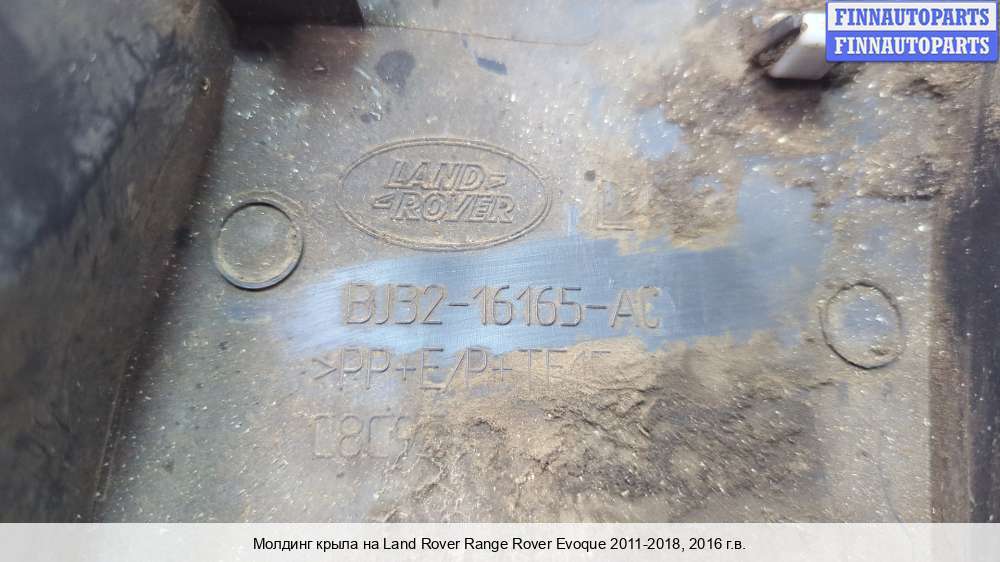 FINNAUTOPARTS
FINNAUTOPARTS
LAND
ROVER
L
BJ32-16165-AC
>PP+E/P+
Молдинг крыла на Land Rover Range Rover Evoque 2011-2018, 2016 г.в.